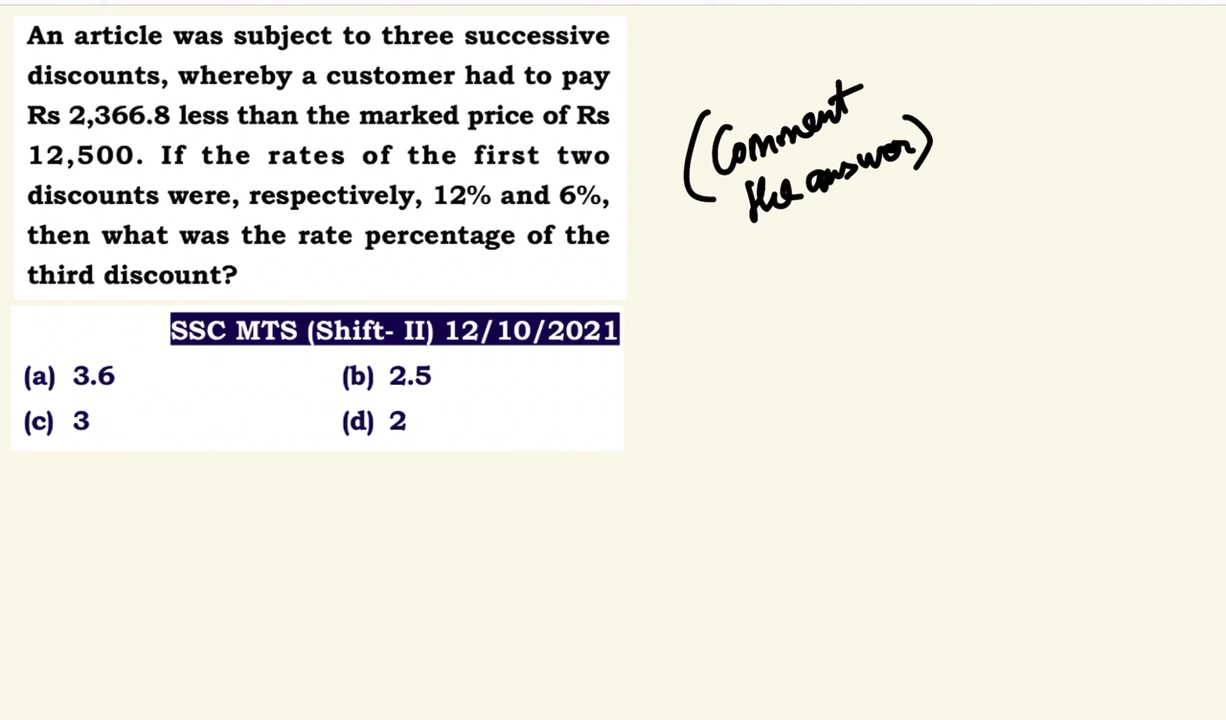 An article was subject to three successive
discounts, whereby a customer had to pay
Rs 2,366.8 less than the marked price of Rs
12,500. If the rates of the first two
discounts were, respectively, 12% and 6%,
then what was the rate percentage of the
third discount?
SSC MTS (Shift- II) 12/10/2021
(a) 3.6 (b) 2.5
(c) 3 (d) 2
(Comment
the answer)